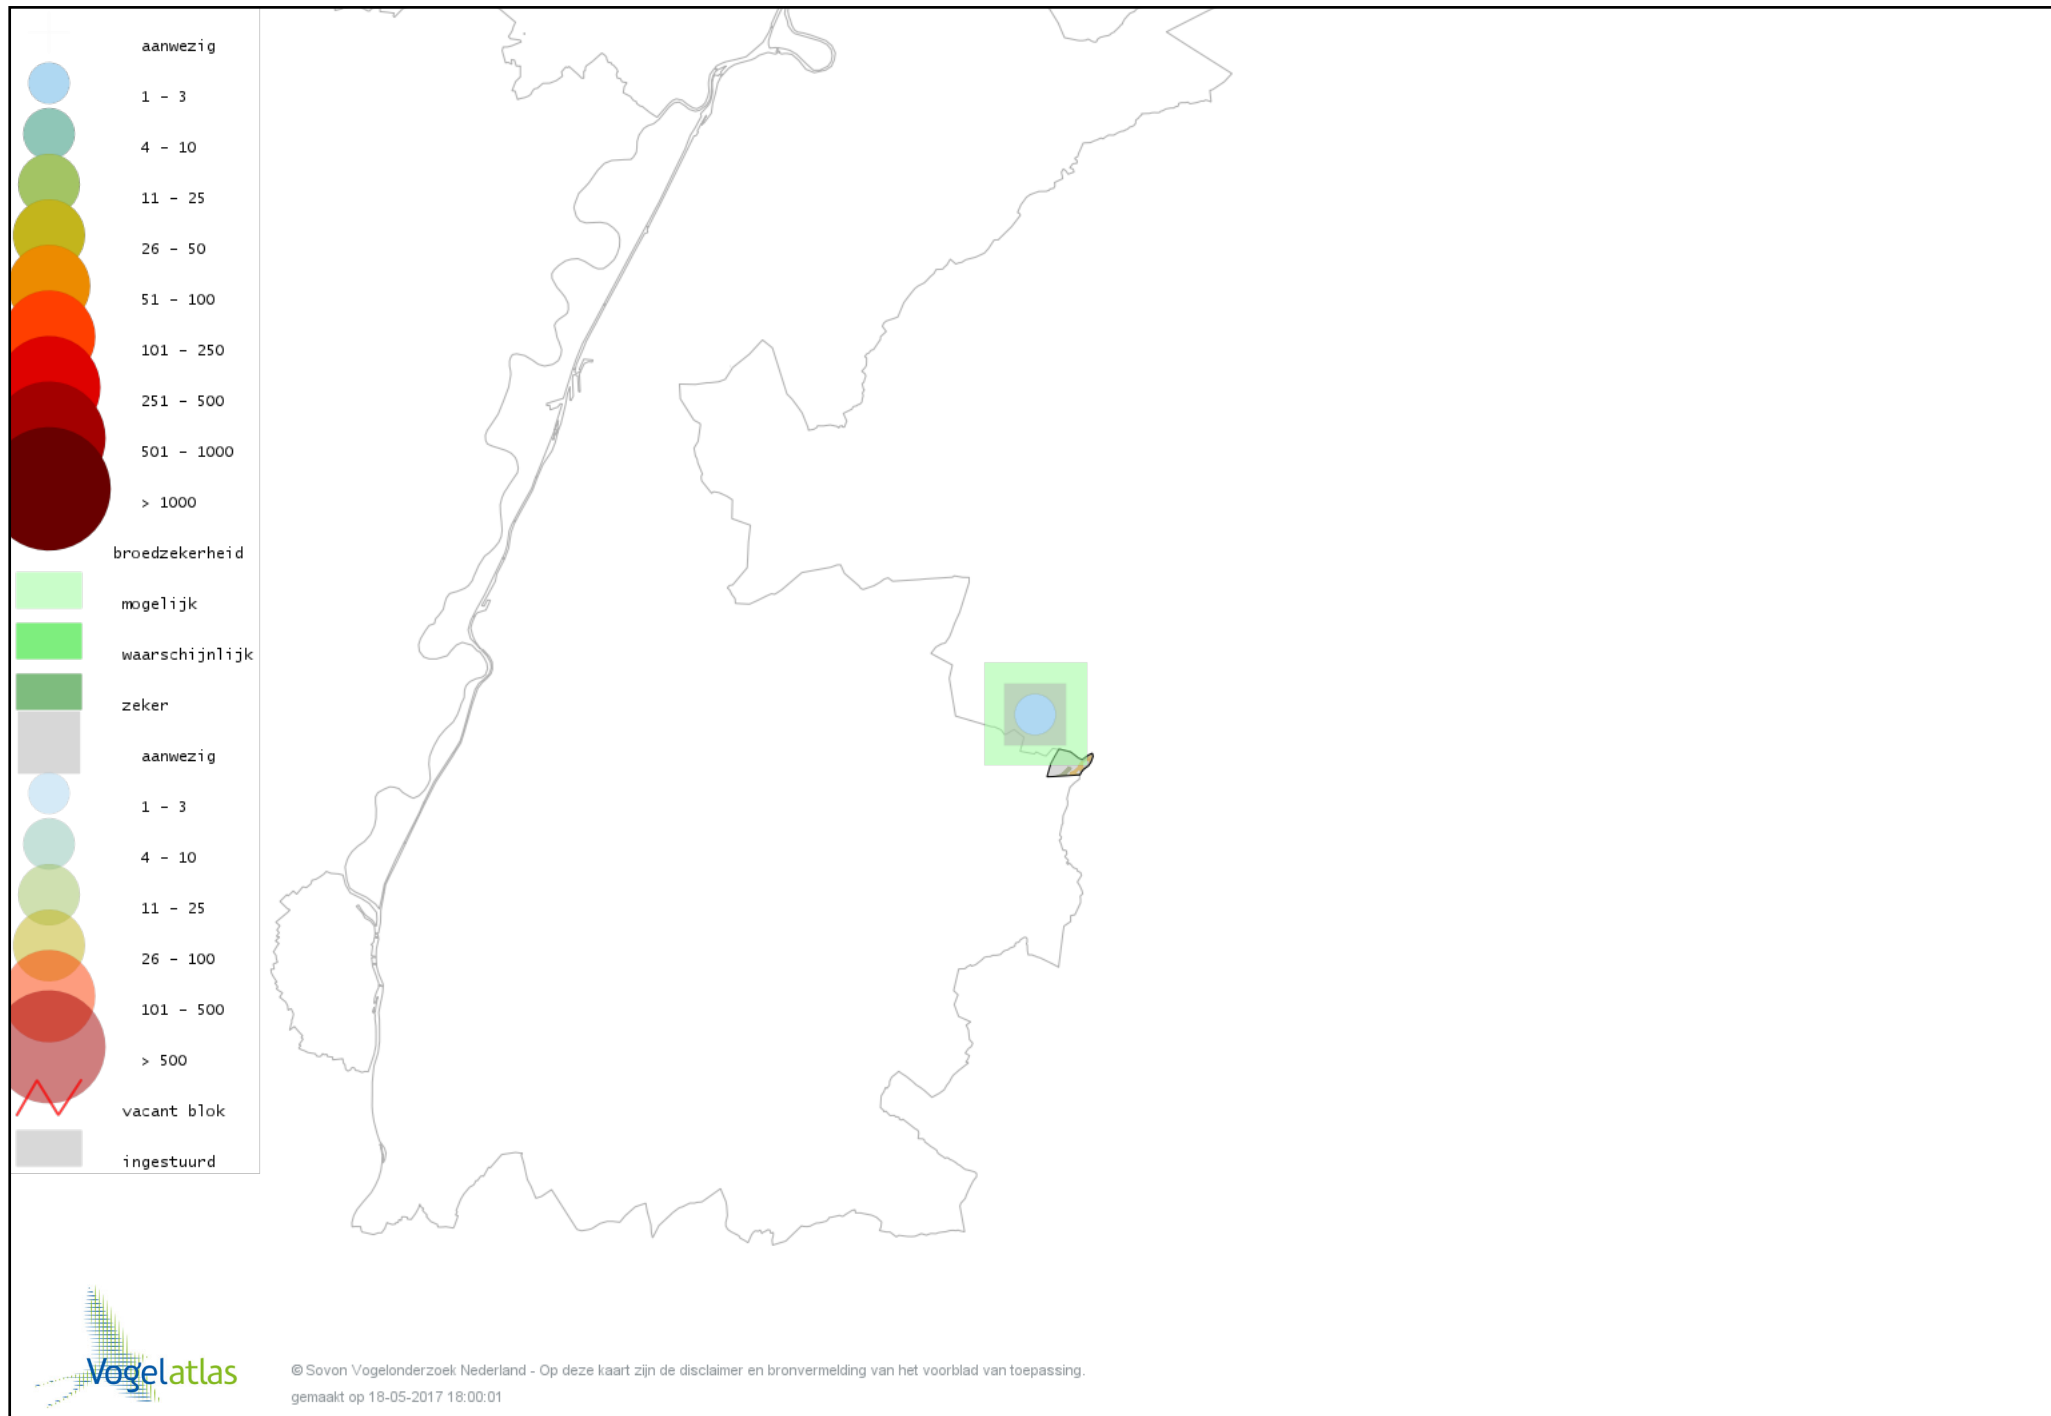 aanwezig
1 - 3
4 - 10
11 - 25
26 - 50
51 - 100
101 - 250
251 - 500
501 - 1000
> 1000
broedzekerheid
mogelijk
waarschijnlijk
zeker
aanwezig
1 - 3
4 - 10
11 - 25
26 - 100
101 - 500
> 500
vacant blok
ingestuurd
Vogelatlas
© Sovon Vogelonderzoek Nederland - Op deze kaart zijn de disclaimer en bronvermelding van het voorblad van toepassing.
gemaakt op 18-05-2017 18:00:01